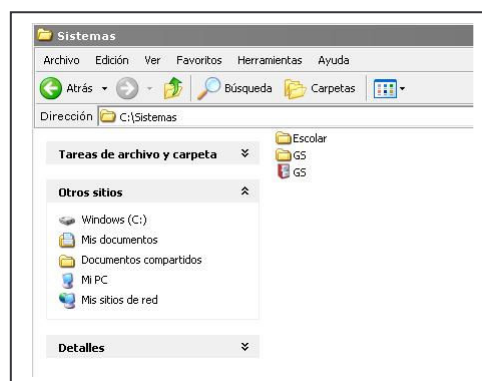 Sistemas
Archivo Edición Ver Favoritos Herramientas Ayuda
Atrás Búsqueda Carpetas
Dirección C:\Sistemas
Tareas de archivo y carpeta
Otros sitios
Windows (C:)
Mis documentos
Documentos compartidos
Mi PC
Mis sitios de red
Detalles
Escolar
GS
GS